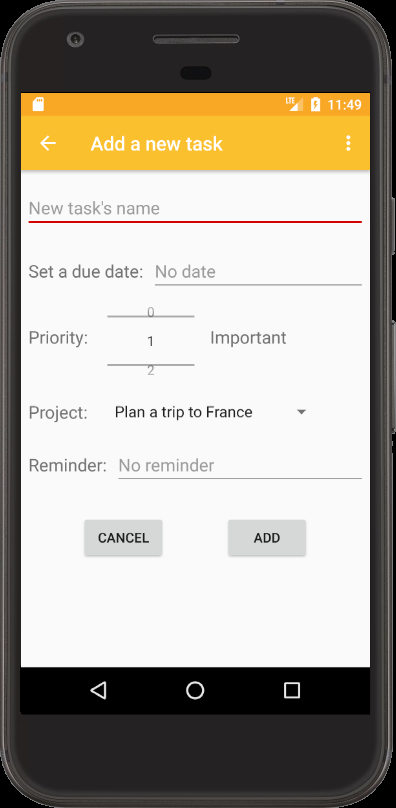 LTE 11:49
Add a new task
New task's name
Set a due date: No date
0
Priority: 1 Important
2
Project: Plan a trip to France
Reminder: No reminder
CANCEL ADD